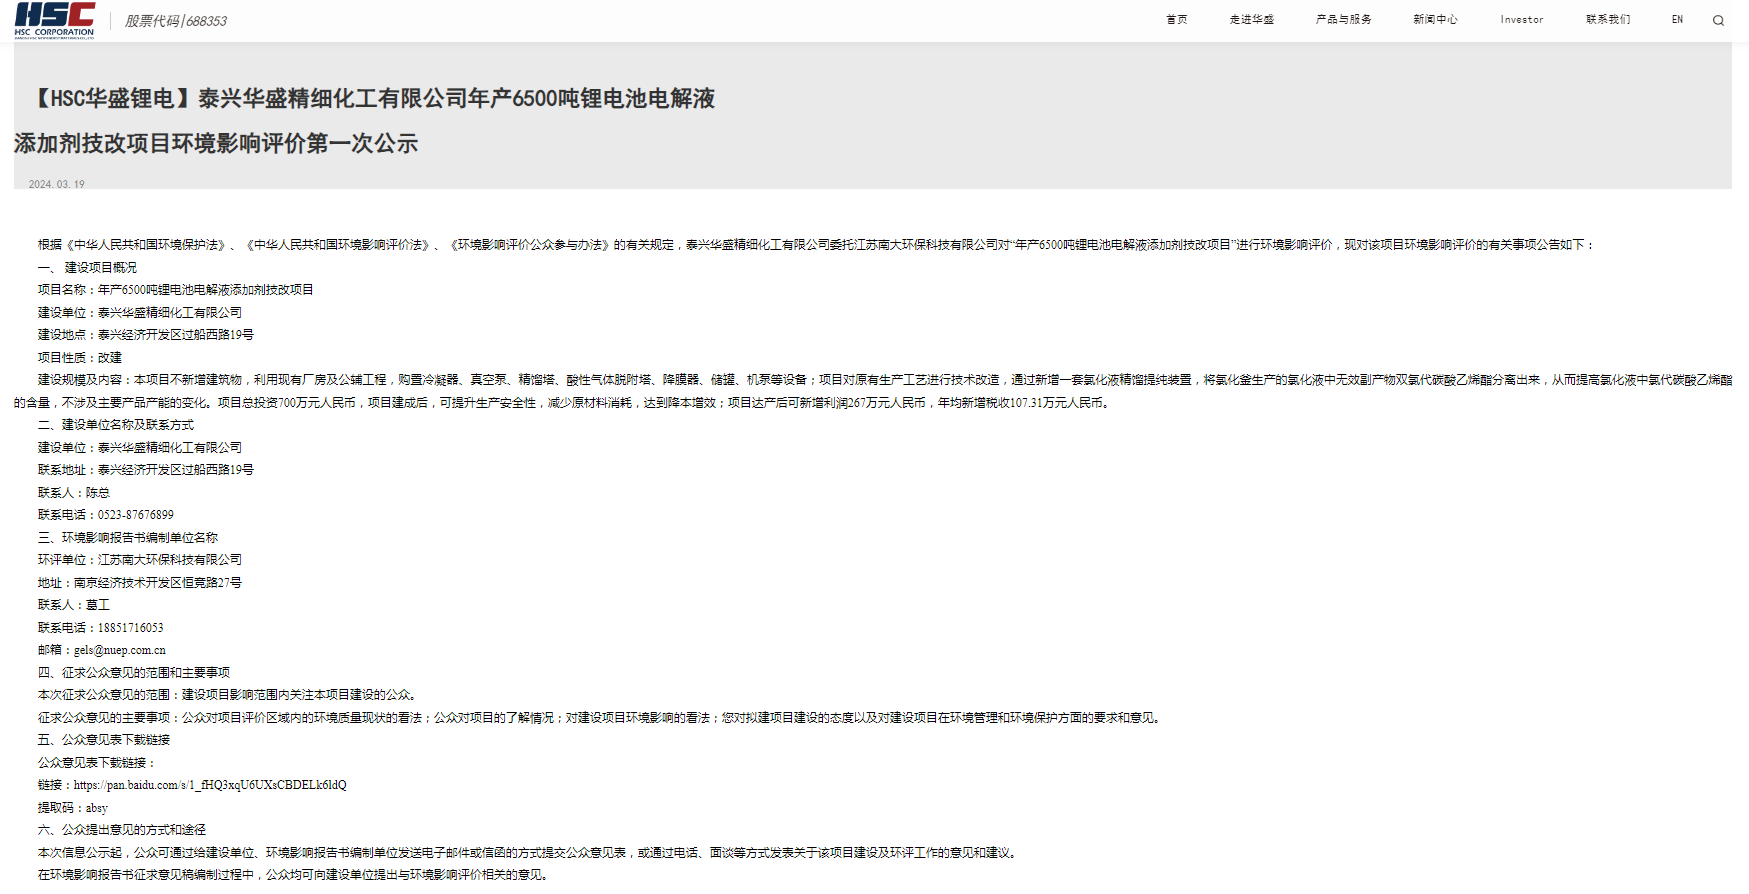 HSC
HSC CORPORATION
股票代码|688353
首页 走进华盛 产品与服务 新闻中心 Investor 联系我们 EN
【HSC华盛锂电】泰兴华盛精细化工有限公司年产6500吨锂电池电解液
添加剂技改项目环境影响评价第一次公示
2024.03.19
根据《中华人民共和国环境保护法》、《中华人民共和国环境影响评价法》、《环境影响评价公众参与办法》的有关规定，泰兴华盛精细化工有限公司委托江苏南大环保科技有限公司对“年产6500吨锂电池电解液添加剂技改项目”进行环境影响评价，现对该项目环境影响评价的有关事项公告如下：
一、 建设项目概况
项目名称：年产6500吨锂电池电解液添加剂技改项目
建设单位：泰兴华盛精细化工有限公司
建设地点：泰兴经济开发区过船西路19号
项目性质：改建
建设规模及内容：本项目不新增建筑物，利用现有厂房及公辅工程，购置冷凝器、真空泵、精馏塔、酸性气体脱附塔、降膜器、储罐、机泵等设备；项目对原有生产工艺进行技术改造，通过新增一套氯化液精馏提纯装置，将氯化釜生产的氯化液中无效副产物双氯代碳酸乙烯酯分离出来，从而提高氯化液中氯代碳酸乙烯酯
的含量，不涉及主要产品产能的变化。项目总投资700万元人民币，项目建成后，可提升生产安全性，减少原材料消耗，达到降本增效；项目达产后可新增利润267万元人民币，年均新增税收107.31万元人民币。
二、建设单位名称及联系方式
建设单位：泰兴华盛精细化工有限公司
联系地址：泰兴经济开发区过船西路19号
联系人：陈总
联系电话：0523-87676899
三、环境影响报告书编制单位名称
环评单位：江苏南大环保科技有限公司
地址：南京经济技术开发区恒竞路27号
联系人：葛工
联系电话：18851716053
邮箱：gels@nuep.com.cn
四、征求公众意见的范围和主要事项
本次征求公众意见的范围：建设项目影响范围内关注本项目建设的公众。
征求公众意见的主要事项：公众对项目评价区域内的环境质量现状的看法；公众对项目的了解情况；对建设项目环境影响的看法；您对拟建项目建设的态度以及对建设项目在环境管理和环境保护方面的要求和意见。
五、公众意见表下载链接
公众意见表下载链接：
链接：https://pan.baidu.com/s/1_fHQ3xqU6UXsCBDELk6ldQ
提取码：absy
六、公众提出意见的方式和途径
本次信息公示起，公众可通过给建设单位、环境影响报告书编制单位发送电子邮件或信函的方式提交公众意见表，或通过电话、面谈等方式发表关于该项目建设及环评工作的意见和建议。
在环境影响报告书征求意见稿编制过程中，公众均可向建设单位提出与环境影响评价相关的意见。